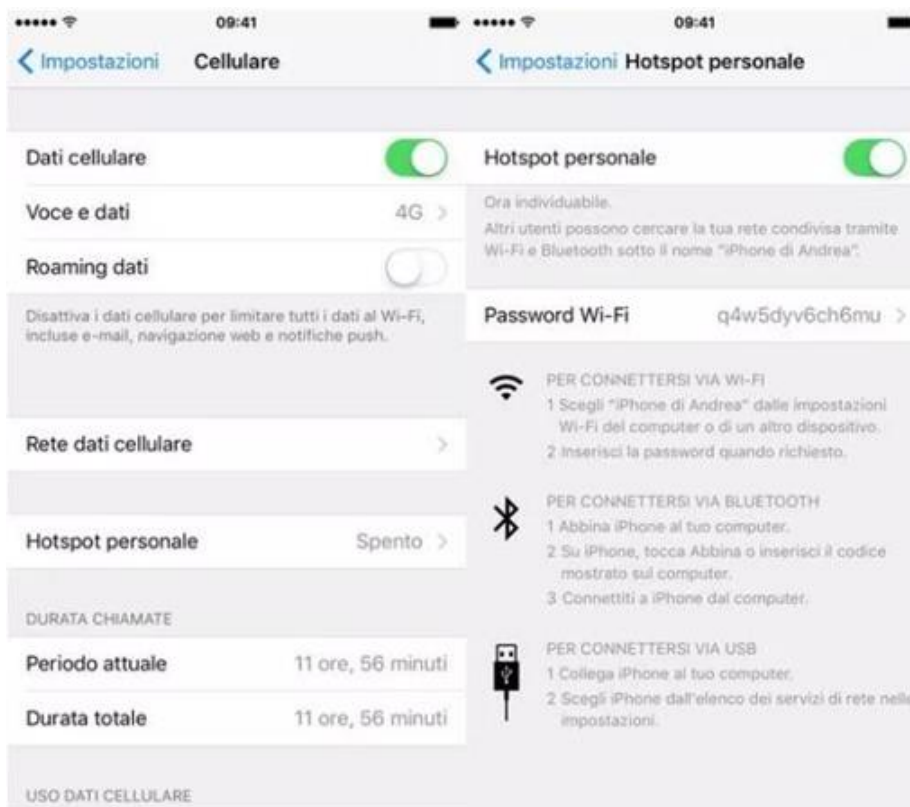 09:41
Impostazioni Cellulare
Dati cellulare
Voce e dati 4G
Roaming dati
Disattiva i dati cellulare per limitare tutti i dati al Wi-Fi,
incluse e-mail, navigazione web e notifiche push.
Rete dati cellulare
Hotspot personale Spento
DURATA CHIAMATE
Periodo attuale 11 ore, 56 minuti
Durata totale 11 ore, 56 minuti
USO DATI CELLULARE
09:41
Impostazioni Hotspot personale
Hotspot personale
Ora individuabile.
Altri utenti possono cercare la tua rete condivisa tramite
Wi-Fi e Bluetooth sotto il nome "iPhone di Andrea".
Password Wi-Fi q4w5dyv6ch6mu
PER CONNETTERSI VIA WI-FI
1 Scegli "iPhone di Andrea" dalle impostazioni
Wi-Fi del computer o di un altro dispositivo.
2 Inserisci la password quando richiesto.
PER CONNETTERSI VIA BLUETOOTH
1 Abbina iPhone al tuo computer.
2 Su iPhone, tocca Abbina o inserisci il codice
mostrato sul computer.
3 Connettiti a iPhone dal computer.
PER CONNETTERSI VIA USB
1 Collega iPhone al tuo computer.
2 Scegli iPhone dall'elenco dei servizi di rete nelle
impostazioni.